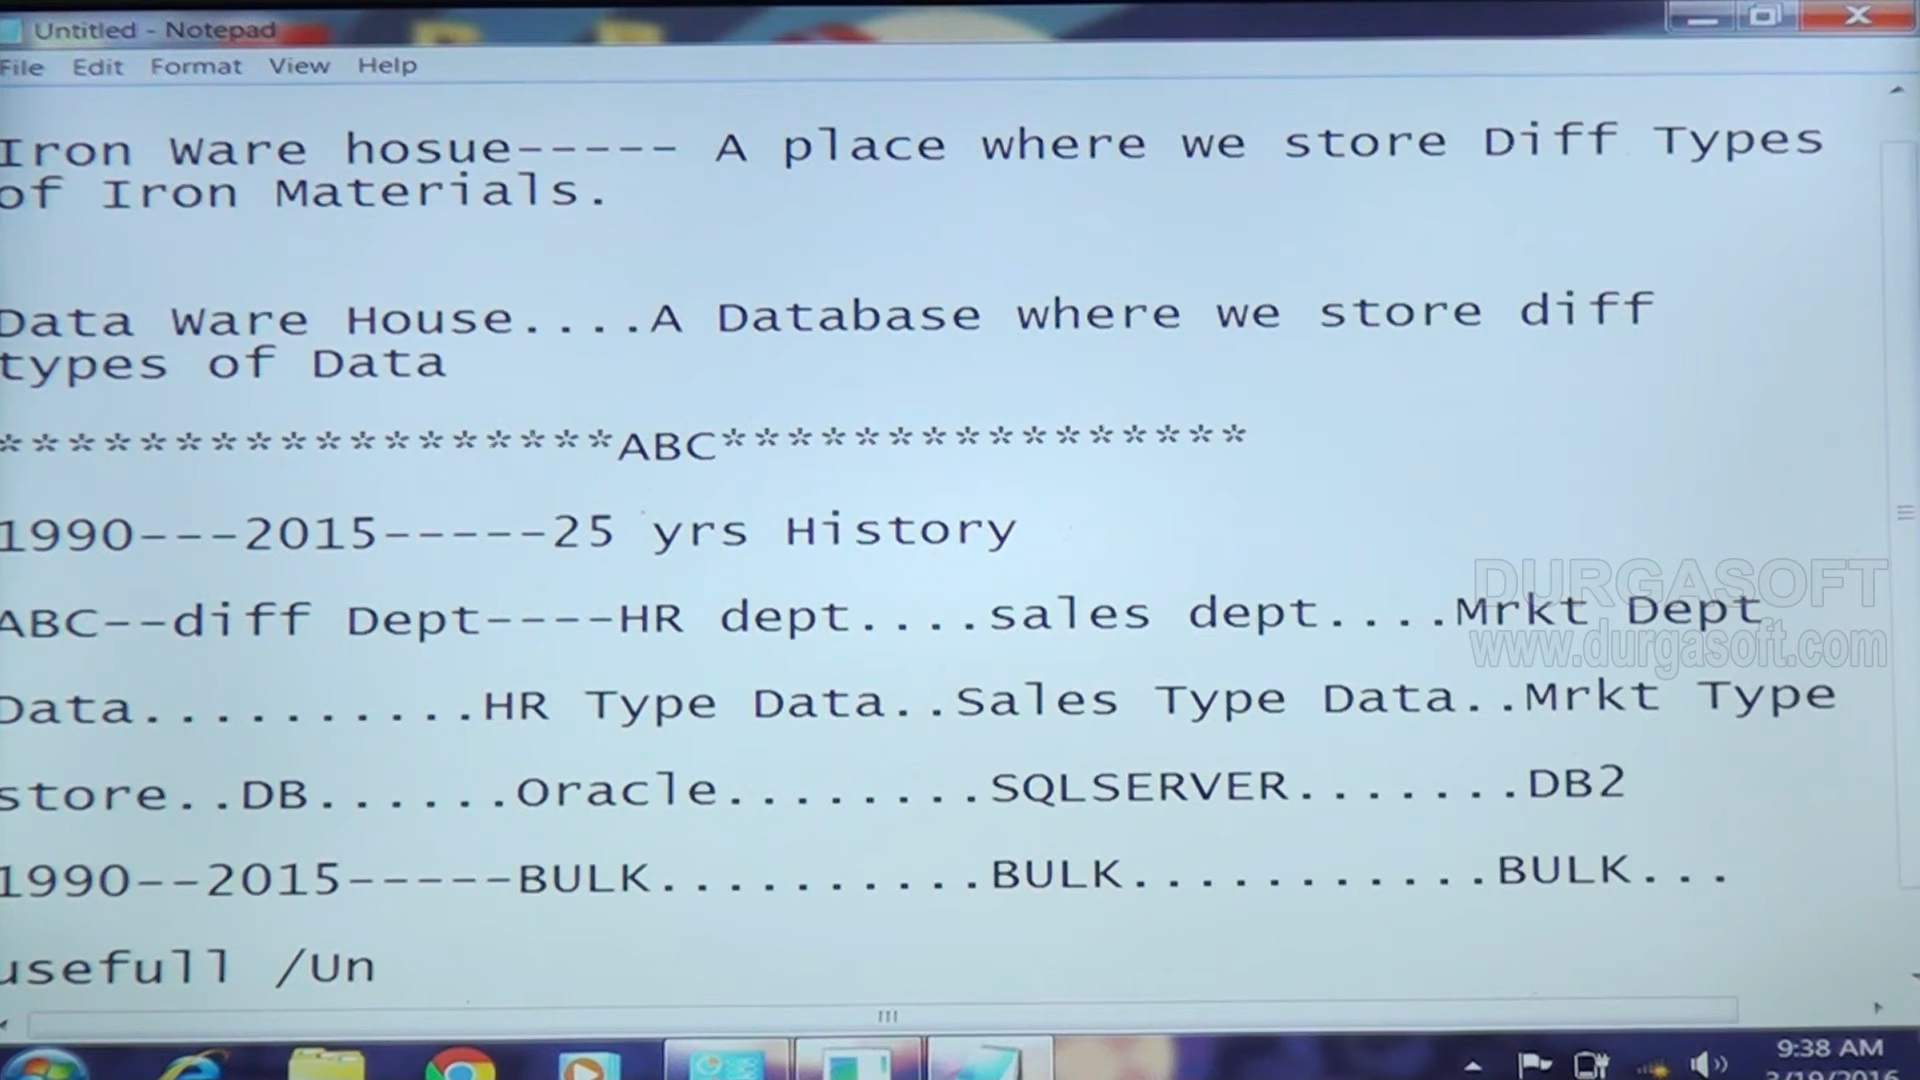 Untitled - Notepad
File Edit Format View Help
Iron Ware hosue----- A place where we store Diff Types
of Iron Materials.
Data Ware House....A Database where we store diff
types of Data
******************ABC****************
1990---2015-----25 yrs History
ABC--diff Dept----HR dept....sales dept....Mrkt Dept
Data..........HR Type Data..Sales Type Data..Mrkt Type
store..DB......Oracle........SQLSERVER.......DB2
1990--2015-----BULK..........BULK...........BULK...
usefull /Un
DURGASOFT
www.durgasoft.com
9:38 AM
3/19/2016